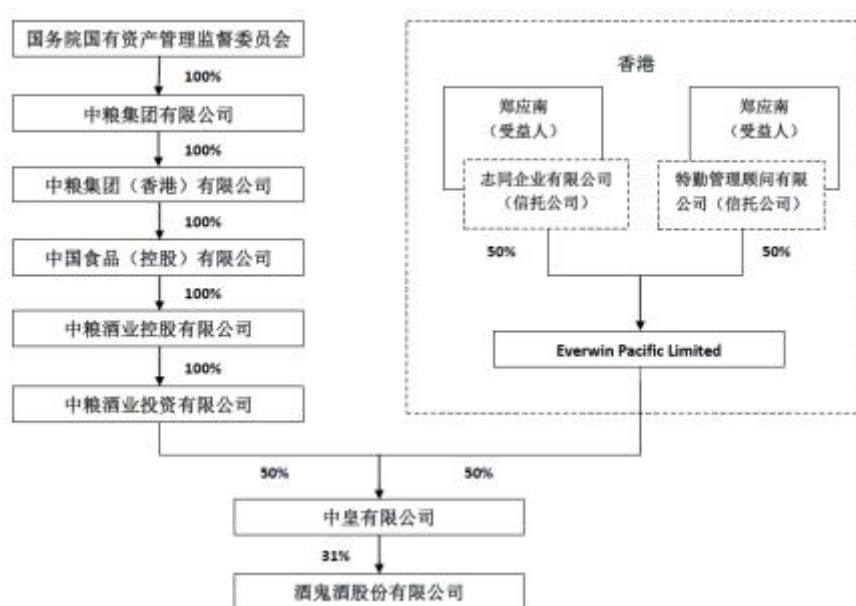 国务院国有资产管理监督委员会
100%
中粮集团有限公司
100%
中粮集团（香港）有限公司
100%
中国食品（控股）有限公司
100%
中粮酒业控股有限公司
100%
中粮酒业投资有限公司
香港
郑应南
（受益人）
郑应南
（受益人）
志同企业有限公司
（信托公司）
特勤管理顾问有限
公司（信托公司）
50%
50%
Everwin Pacific Limited
50%
50%
中皇有限公司
31%
酒鬼酒股份有限公司